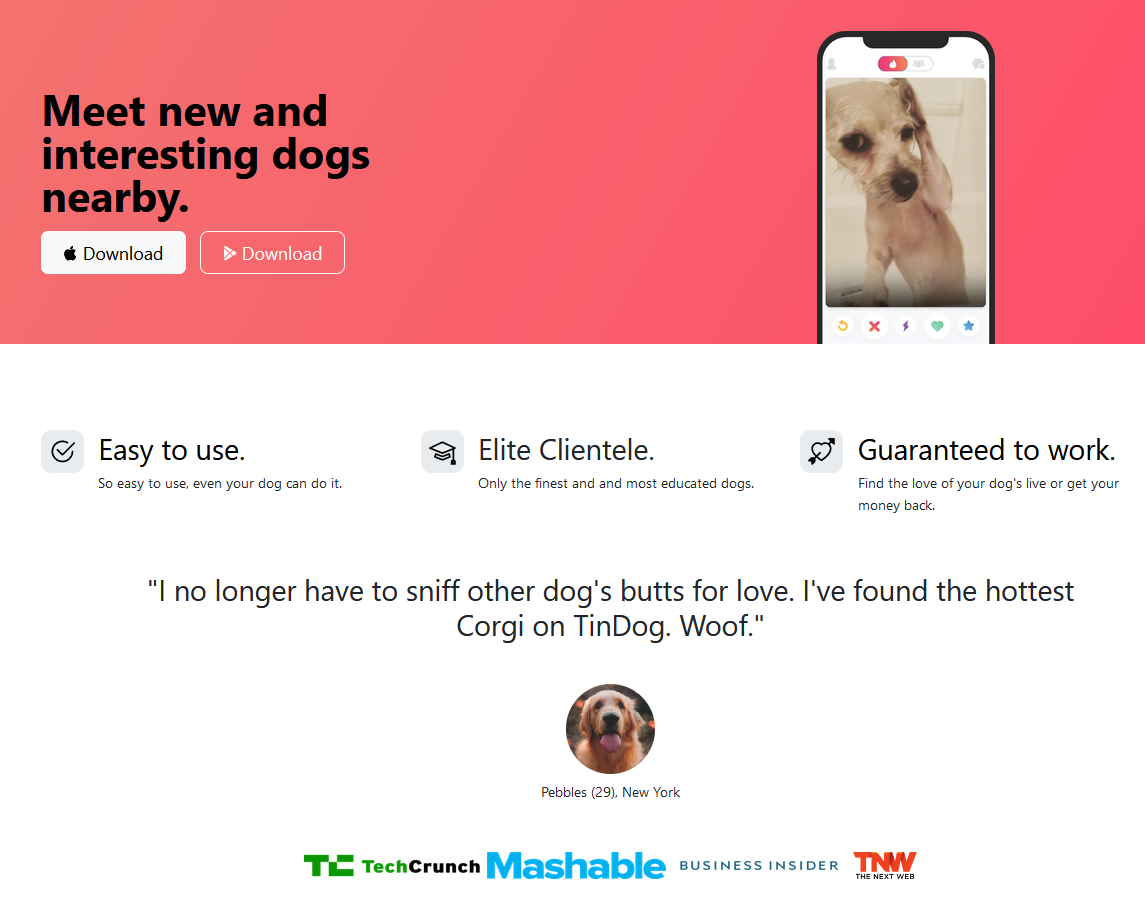 Meet new and
interesting dogs
nearby.
Download
Download
Easy to use.
So easy to use, even your dog can do it.
Elite Clientele.
Only the finest and and most educated dogs.
Guaranteed to work.
Find the love of your dog's live or get your
money back.
"I no longer have to sniff other dog's butts for love. I've found the hottest
Corgi on TinDog. Woof."
Pebbles (29), New York
TC TechCrunch
Mashable
BUSINESS INSIDER
TNW
THE NEXT WEB